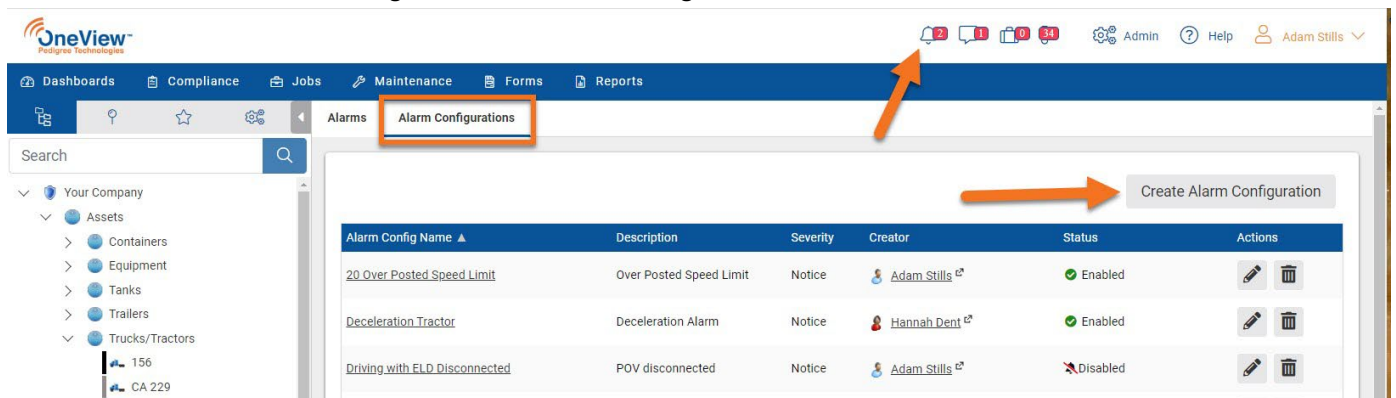 OneView™
Pedigree Technologies
2 1 0 34 Admin ? Help Adam Stills
Dashboards Compliance Jobs Maintenance Forms Reports
Alarms Alarm Configurations
Search
Create Alarm Configuration
Your Company
Assets
Containers
Equipment
Tanks
Trailers
Trucks/Tractors
156
CA 229
Alarm Config Name ▲ Description Severity Creator Status Actions
20 Over Posted Speed Limit Over Posted Speed Limit Notice Adam Stills Enabled
Deceleration Tractor Deceleration Alarm Notice Hannah Dent Enabled
Driving with ELD Disconnected POV disconnected Notice Adam Stills Disabled